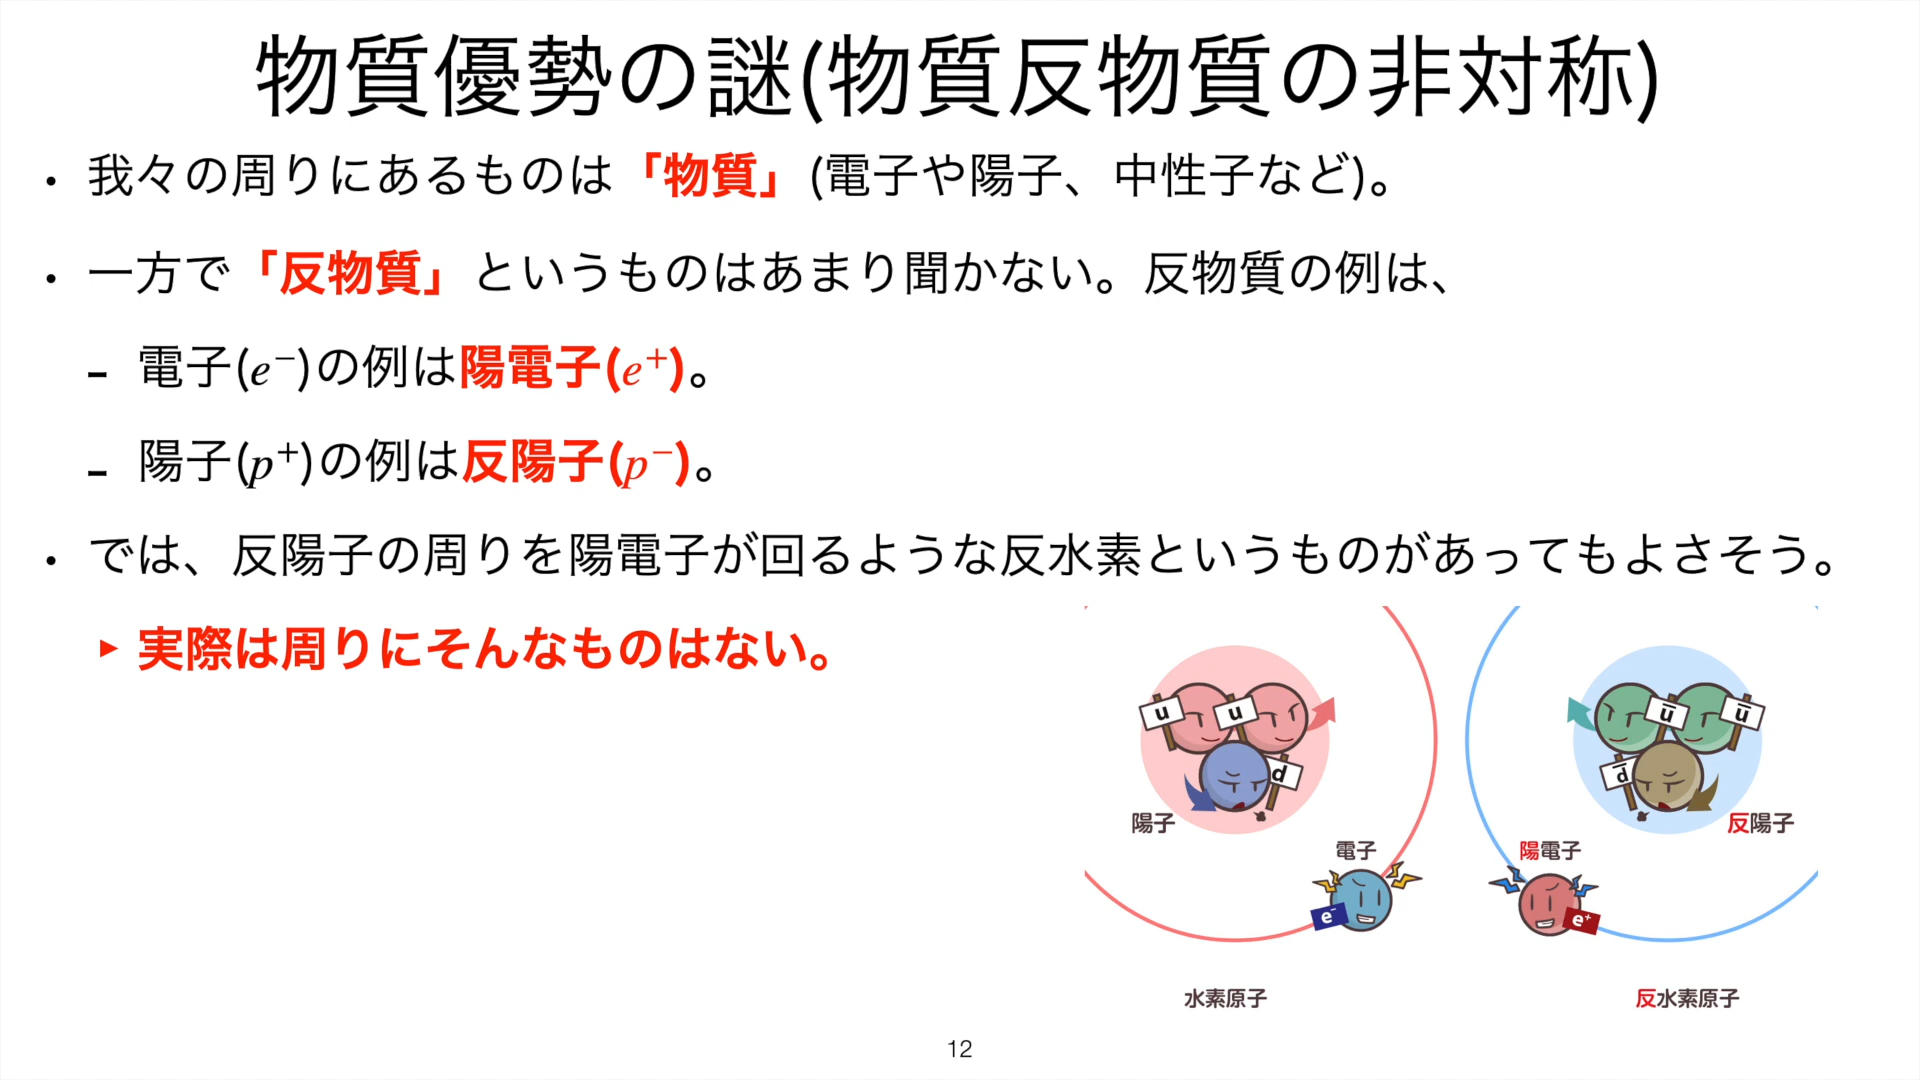 物質優勢の謎(物質反物質の非対称)
• 我々の周りにあるものは「物質」(電子や陽子、中性子など)。
• 一方で「反物質」というものはあまり聞かない。反物質の例は、
- 電子(e⁻)の例は陽電子(e⁺)。
- 陽子(p⁺)の例は反陽子(p⁻)。
• では、反陽子の周りを陽電子が回るような反水素というものがあってもよさそう。
▸ 実際は周りにそんなものはない。
u u
d
陽子
電子
e⁻
水素原子
ū ū
d̄
反陽子
陽電子
e⁺
反水素原子
12